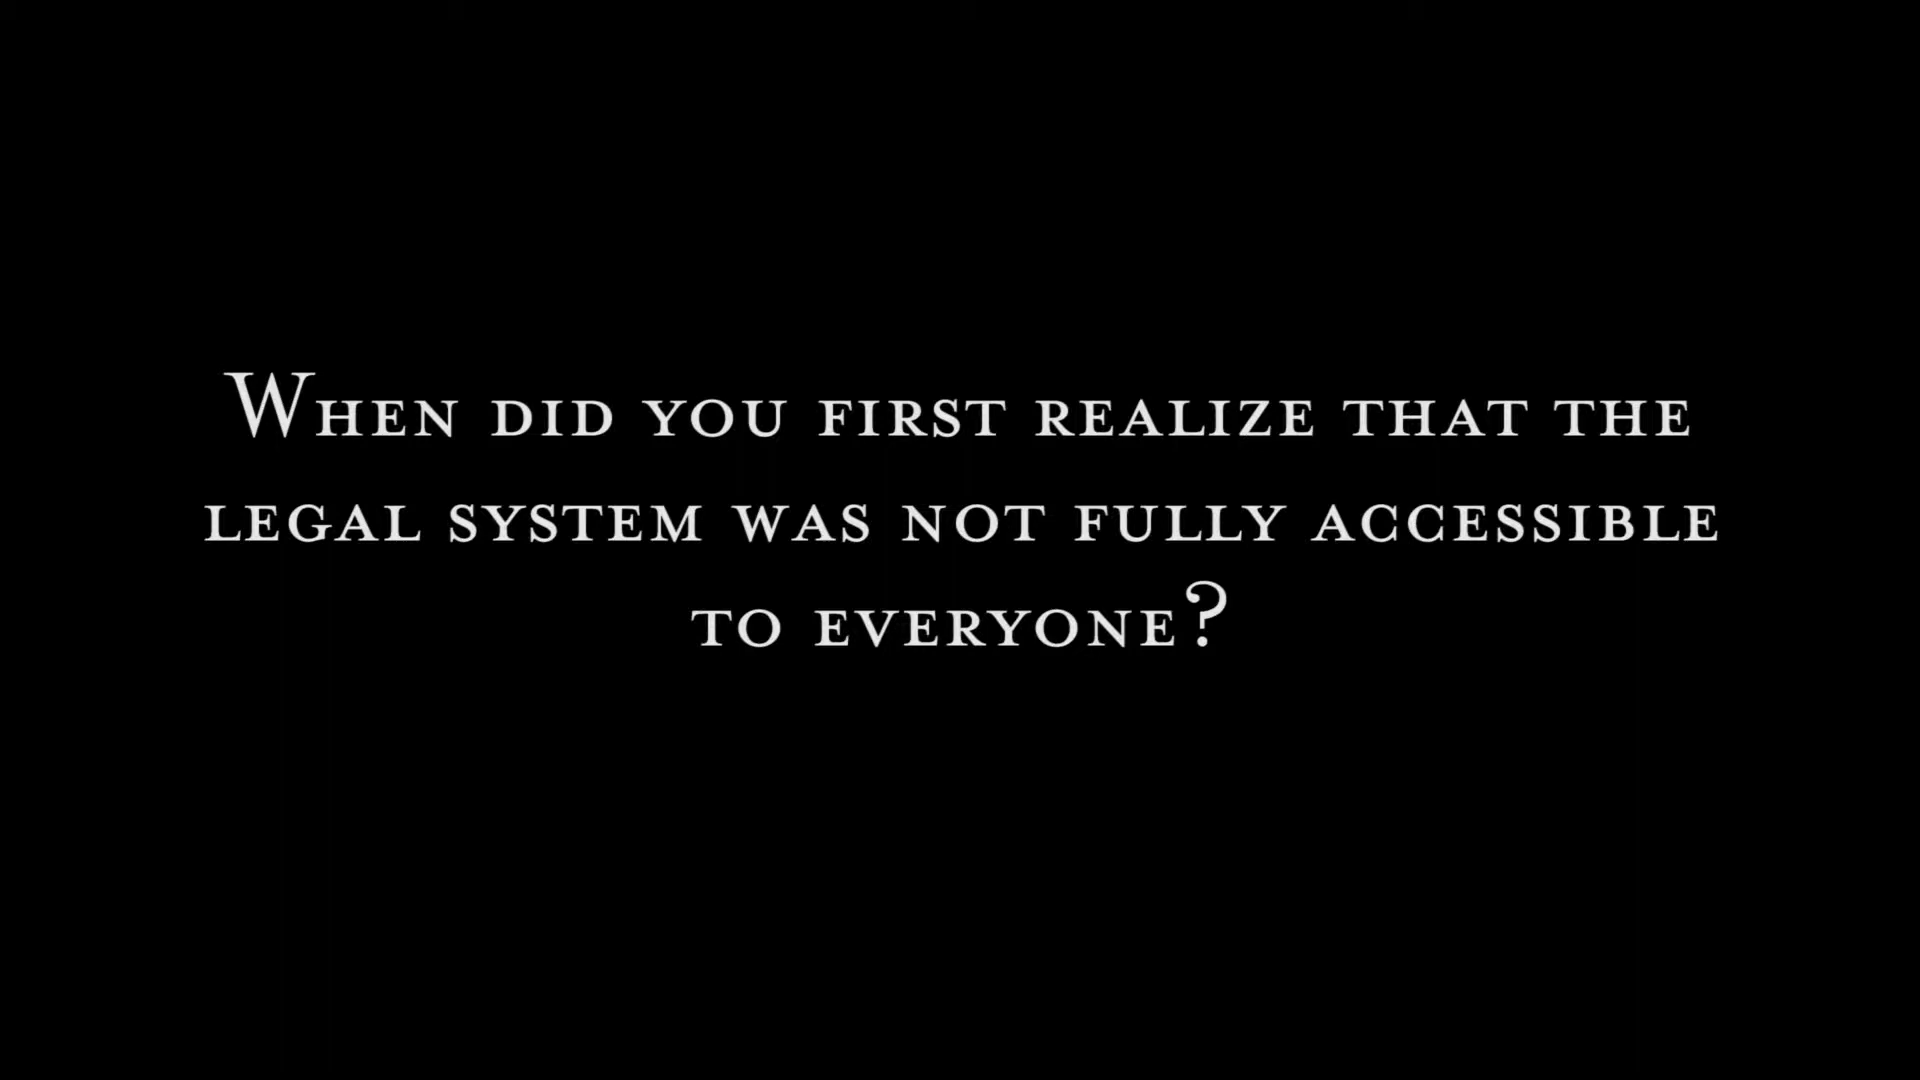 When did you first realize that the
legal system was not fully accessible
to everyone?